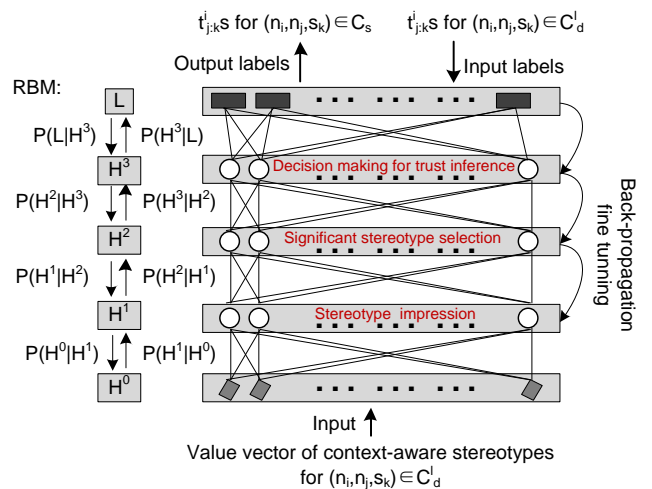 t^i_{j:k}s for (n_i,n_j,s_k)∈C_s
t^i_{j:k}s for (n_i,n_j,s_k)∈C^l_d
Output labels
Input labels
RBM:
L
P(L|H^3)
P(H^3|L)
H^3
Decision making for trust inference
P(H^2|H^3)
P(H^3|H^2)
H^2
Significant stereotype selection
P(H^1|H^2)
P(H^2|H^1)
H^1
Stereotype impression
P(H^0|H^1)
P(H^1|H^0)
H^0
Back-propagation
fine tunning
Input
Value vector of context-aware stereotypes
for (n_i,n_j,s_k)∈C^l_d